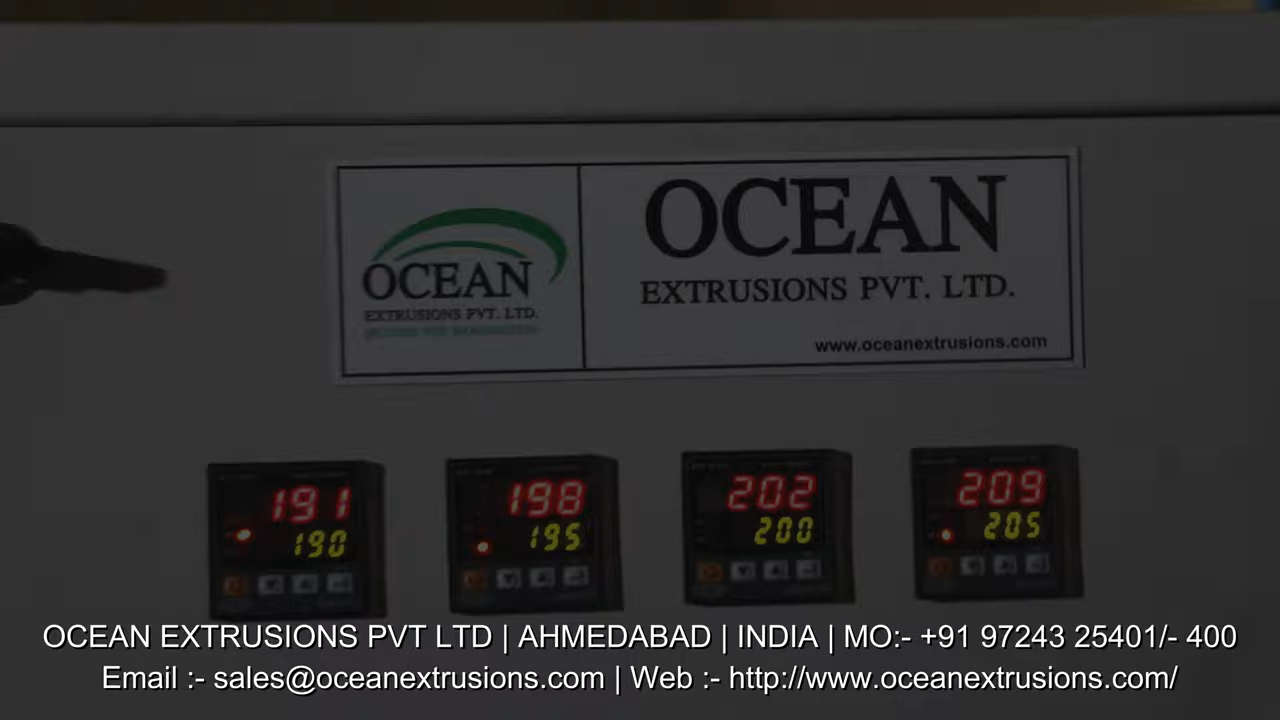 OCEAN
EXTRUSIONS PVT. LTD.
OCEAN
EXTRUSIONS PVT. LTD.
www.oceanextrusions.com
191
190
198
195
202
200
209
205
OCEAN EXTRUSIONS PVT LTD | AHMEDABAD | INDIA | MO:- +91 97243 25401/- 400
Email :- sales@oceanextrusions.com | Web :- http://www.oceanextrusions.com/